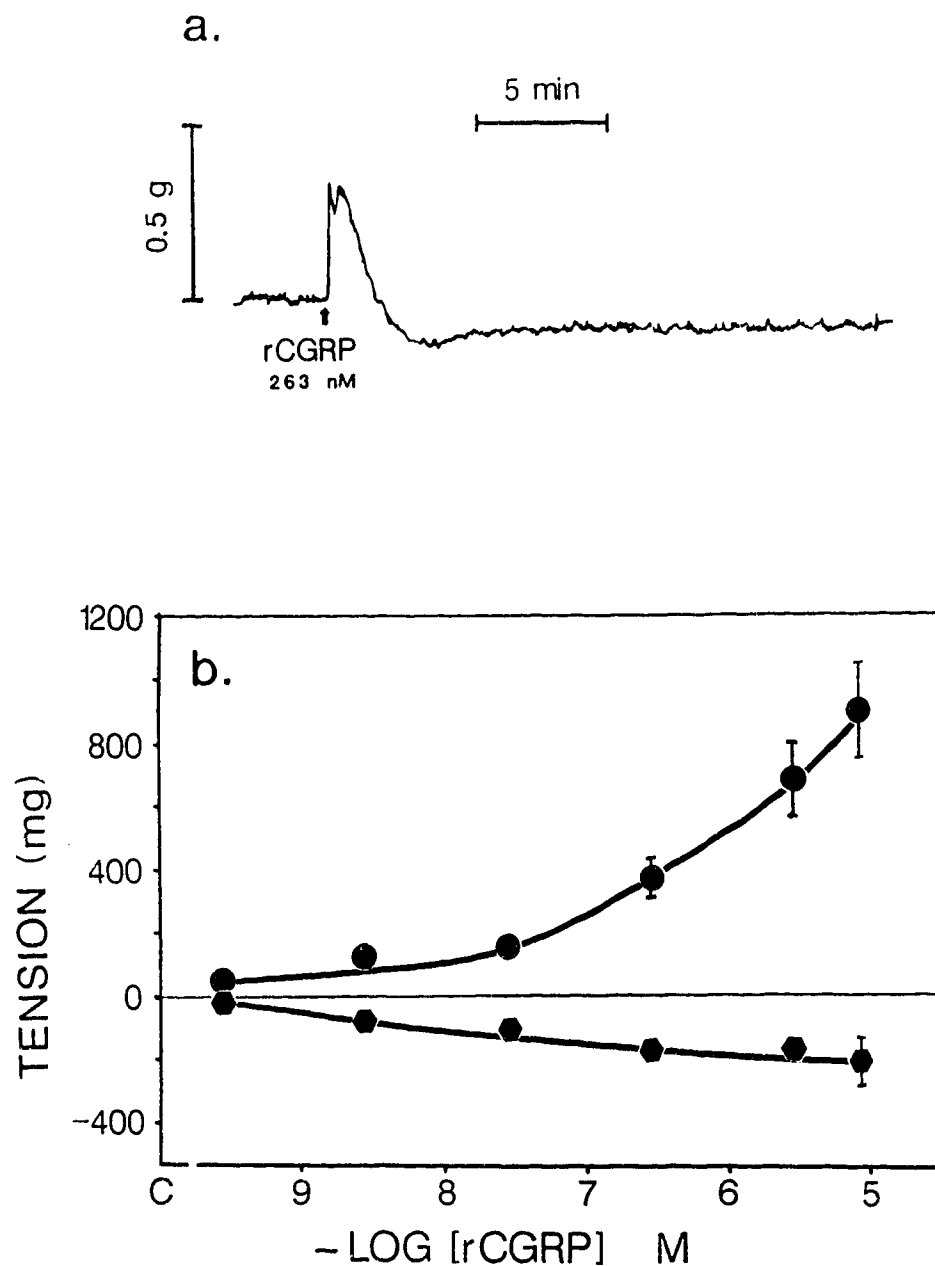 a.
5 min
0.5 g
rCGRP
263 nM
1200
b.
800
400
0
−400
TENSION (mg)
C 9 8 7 6 5
– LOG [rCGRP] M